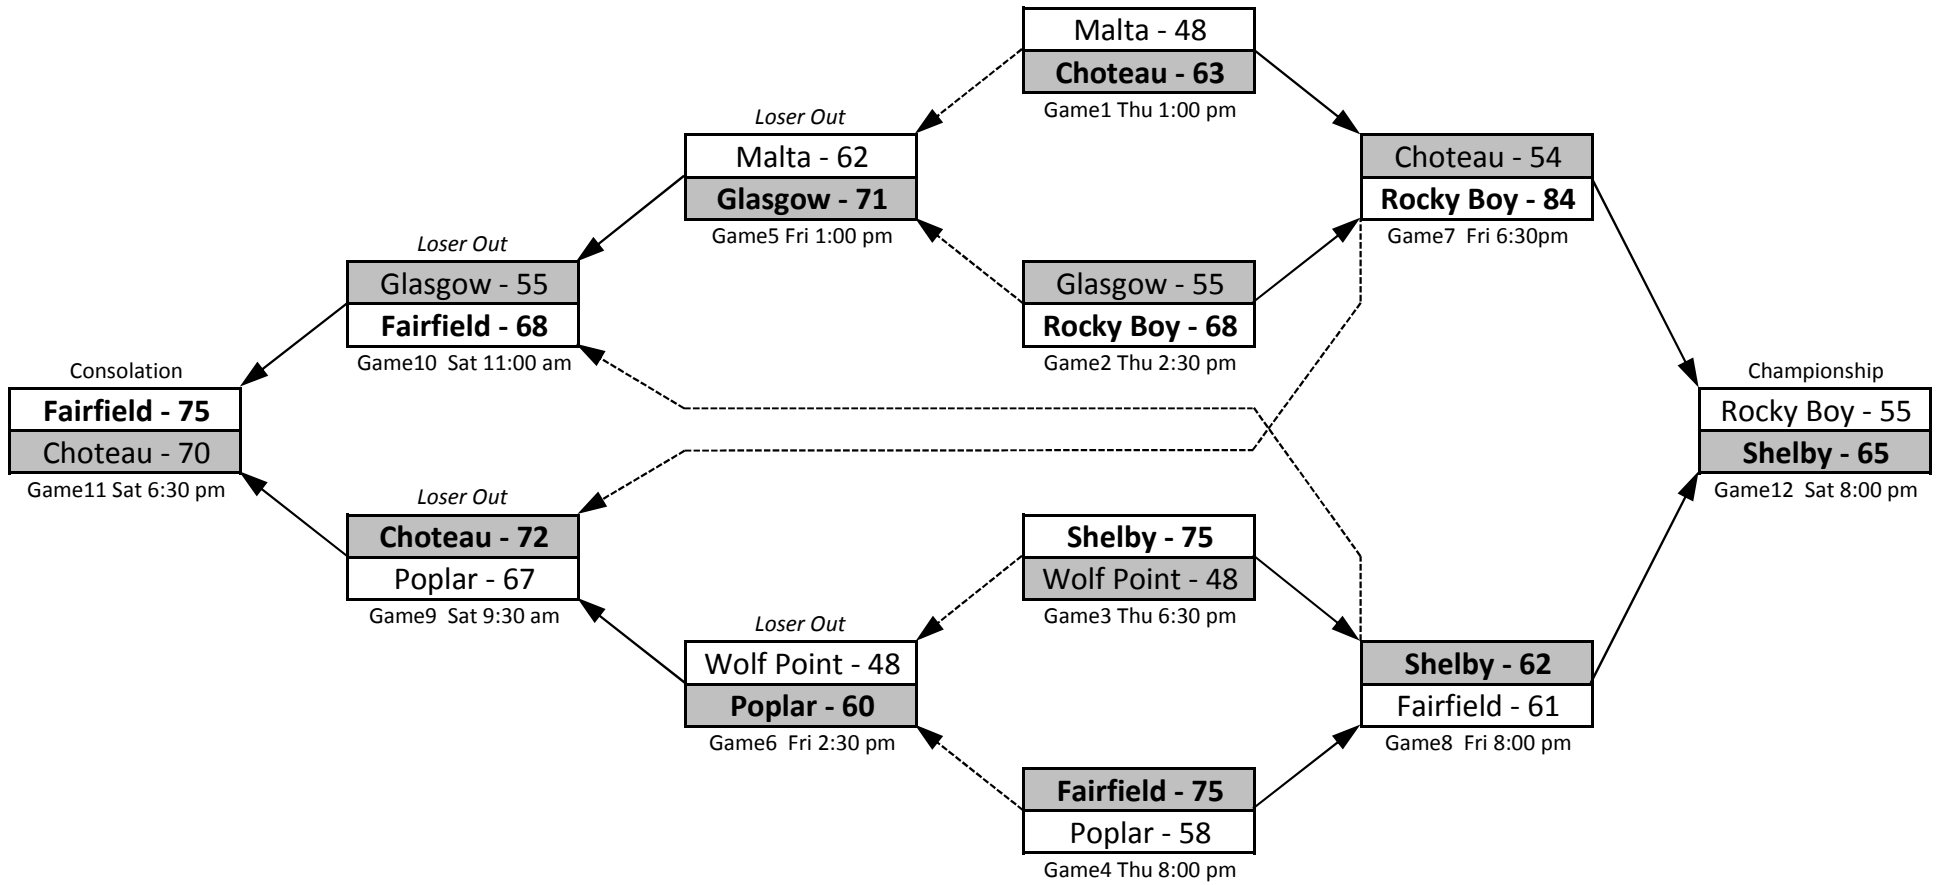 Malta - 48
Choteau - 63
Game1 Thu 1:00 pm
Loser Out
Malta - 62
Glasgow - 71
Game5 Fri 1:00 pm
Choteau - 54
Rocky Boy - 84
Game7 Fri 6:30pm
Loser Out
Glasgow - 55
Fairfield - 68
Game10 Sat 11:00 am
Glasgow - 55
Rocky Boy - 68
Game2 Thu 2:30 pm
Consolation
Fairfield - 75
Choteau - 70
Game11 Sat 6:30 pm
Championship
Rocky Boy - 55
Shelby - 65
Game12 Sat 8:00 pm
Loser Out
Choteau - 72
Poplar - 67
Game9 Sat 9:30 am
Shelby - 75
Wolf Point - 48
Game3 Thu 6:30 pm
Loser Out
Wolf Point - 48
Poplar - 60
Game6 Fri 2:30 pm
Shelby - 62
Fairfield - 61
Game8 Fri 8:00 pm
Fairfield - 75
Poplar - 58
Game4 Thu 8:00 pm